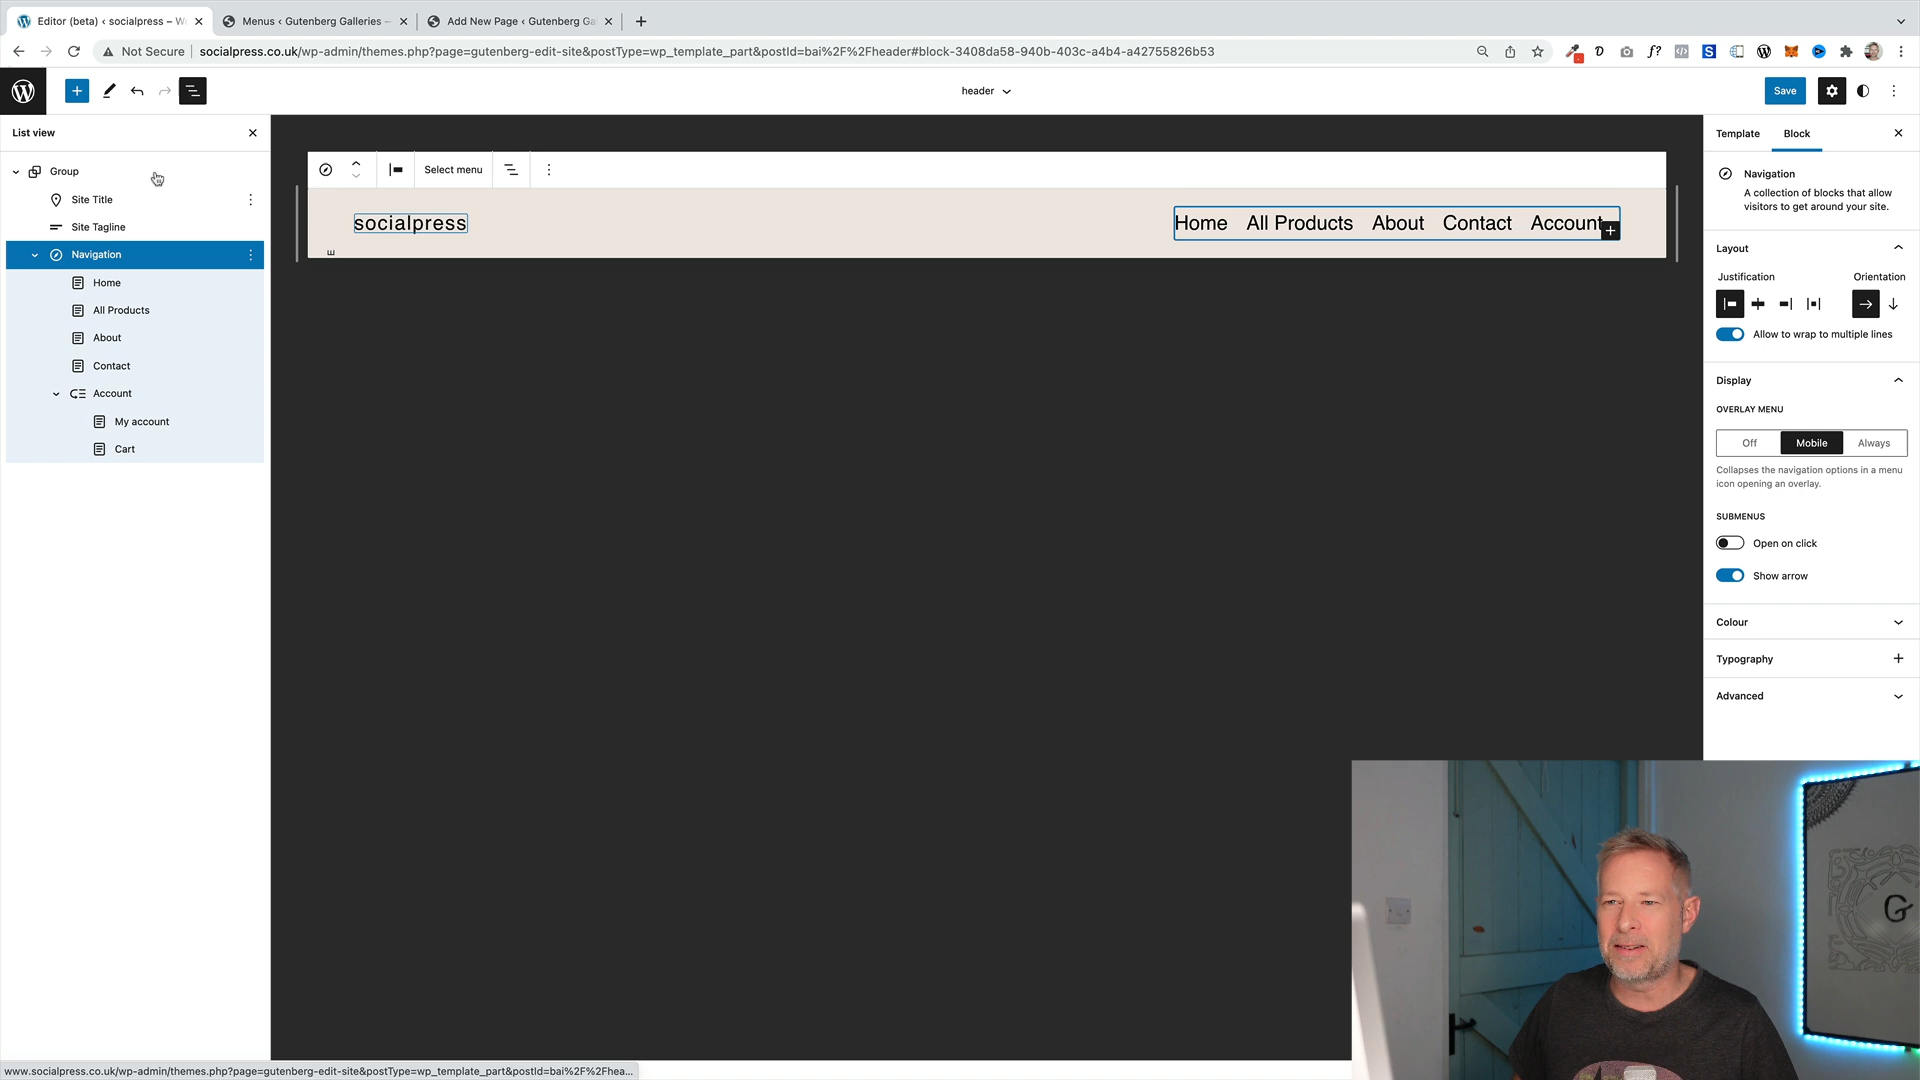 Editor (beta) ‹ socialpress – W
Menus ‹ Gutenberg Galleries –
Add New Page ‹ Gutenberg Ga
Not Secure
socialpress.co.uk/wp-admin/themes.php?page=gutenberg-edit-site&postType=wp_template_part&postId=bai%2F%2Fheader#block-3408da58-940b-403c-a4b4-a42755826b53
header
Save
List view
Group
Site Title
Site Tagline
Navigation
Home
All Products
About
Contact
Account
My account
Cart
Select menu
socialpress
Home All Products About Contact Account
Template
Block
Navigation
A collection of blocks that allow
visitors to get around your site.
Layout
Justification
Orientation
Allow to wrap to multiple lines
Display
OVERLAY MENU
Off
Mobile
Always
Collapses the navigation options in a menu
icon opening an overlay.
SUBMENUS
Open on click
Show arrow
Colour
Typography
Advanced
www.socialpress.co.uk/wp-admin/themes.php?page=gutenberg-edit-site&postType=wp_template_part&postId=bai%2F%2Fhea...